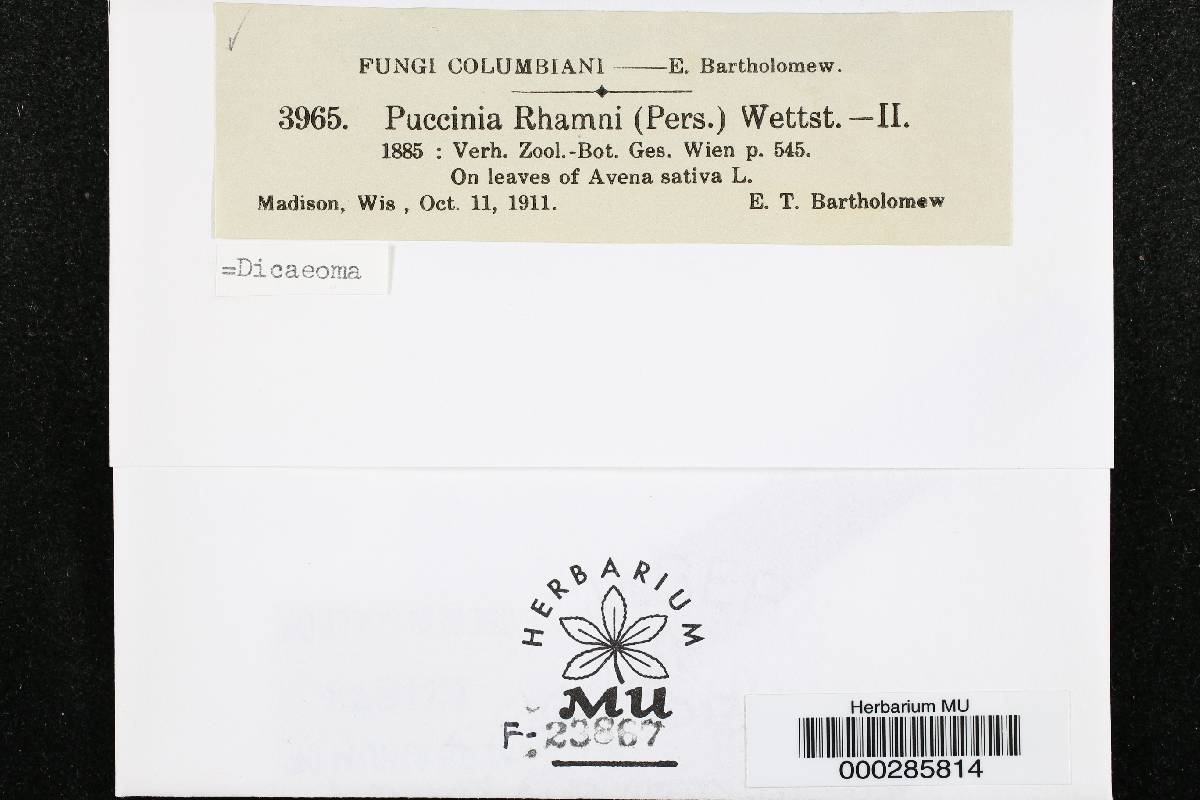 FUNGI COLUMBIANI —— E. Bartholomew.
3965. Puccinia Rhamni (Pers.) Wettst. — II.
1885 : Verh. Zool.-Bot. Ges. Wien p. 545.
On leaves of Avena sativa L.
Madison, Wis , Oct. 11, 1911. E. T. Bartholomew
=Dicaeoma
HERBARIUM
MU
F- 23867
Herbarium MU
000285814